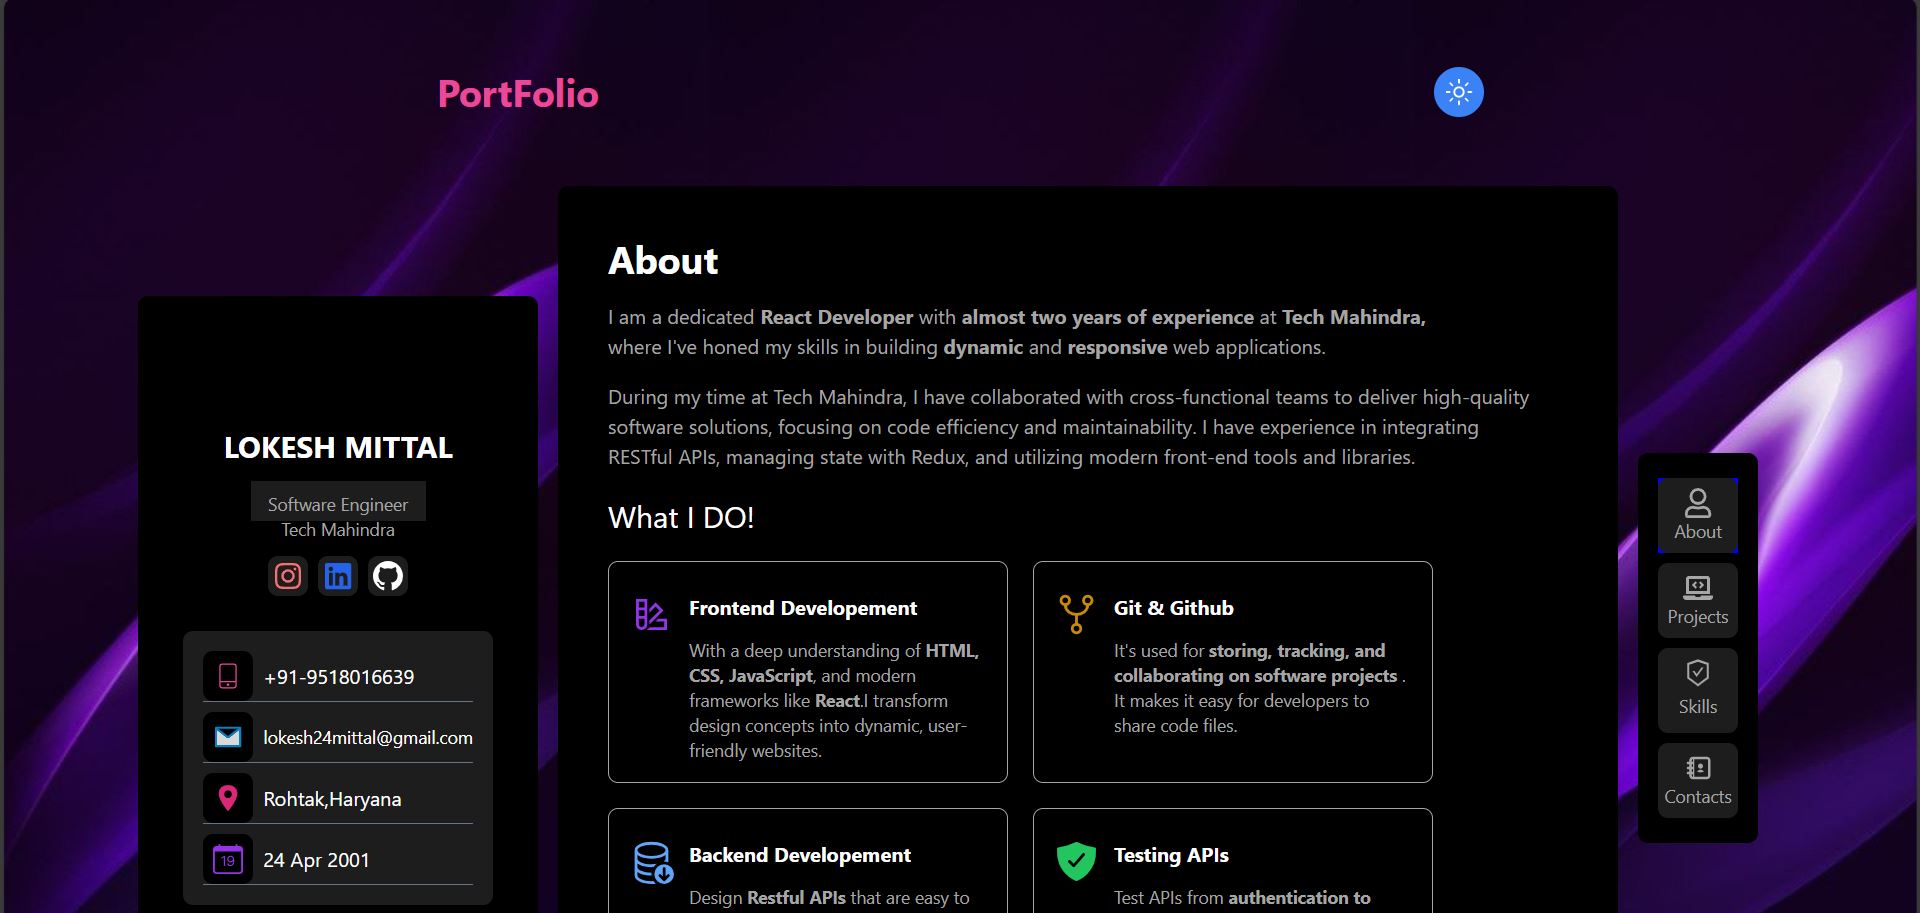 PortFolio
LOKESH MITTAL
Software Engineer
Tech Mahindra
+91-9518016639
lokesh24mittal@gmail.com
Rohtak,Haryana
19
24 Apr 2001
About
I am a dedicated React Developer with almost two years of experience at Tech Mahindra,
where I've honed my skills in building dynamic and responsive web applications.
During my time at Tech Mahindra, I have collaborated with cross-functional teams to deliver high-quality
software solutions, focusing on code efficiency and maintainability. I have experience in integrating
RESTful APIs, managing state with Redux, and utilizing modern front-end tools and libraries.
What I DO!
Frontend Developement
With a deep understanding of HTML,
CSS, JavaScript, and modern
frameworks like React.I transform
design concepts into dynamic, user-
friendly websites.
Git & Github
It's used for storing, tracking, and
collaborating on software projects .
It makes it easy for developers to
share code files.
Backend Developement
Design Restful APIs that are easy to
Testing APIs
Test APIs from authentication to
About
Projects
Skills
Contacts